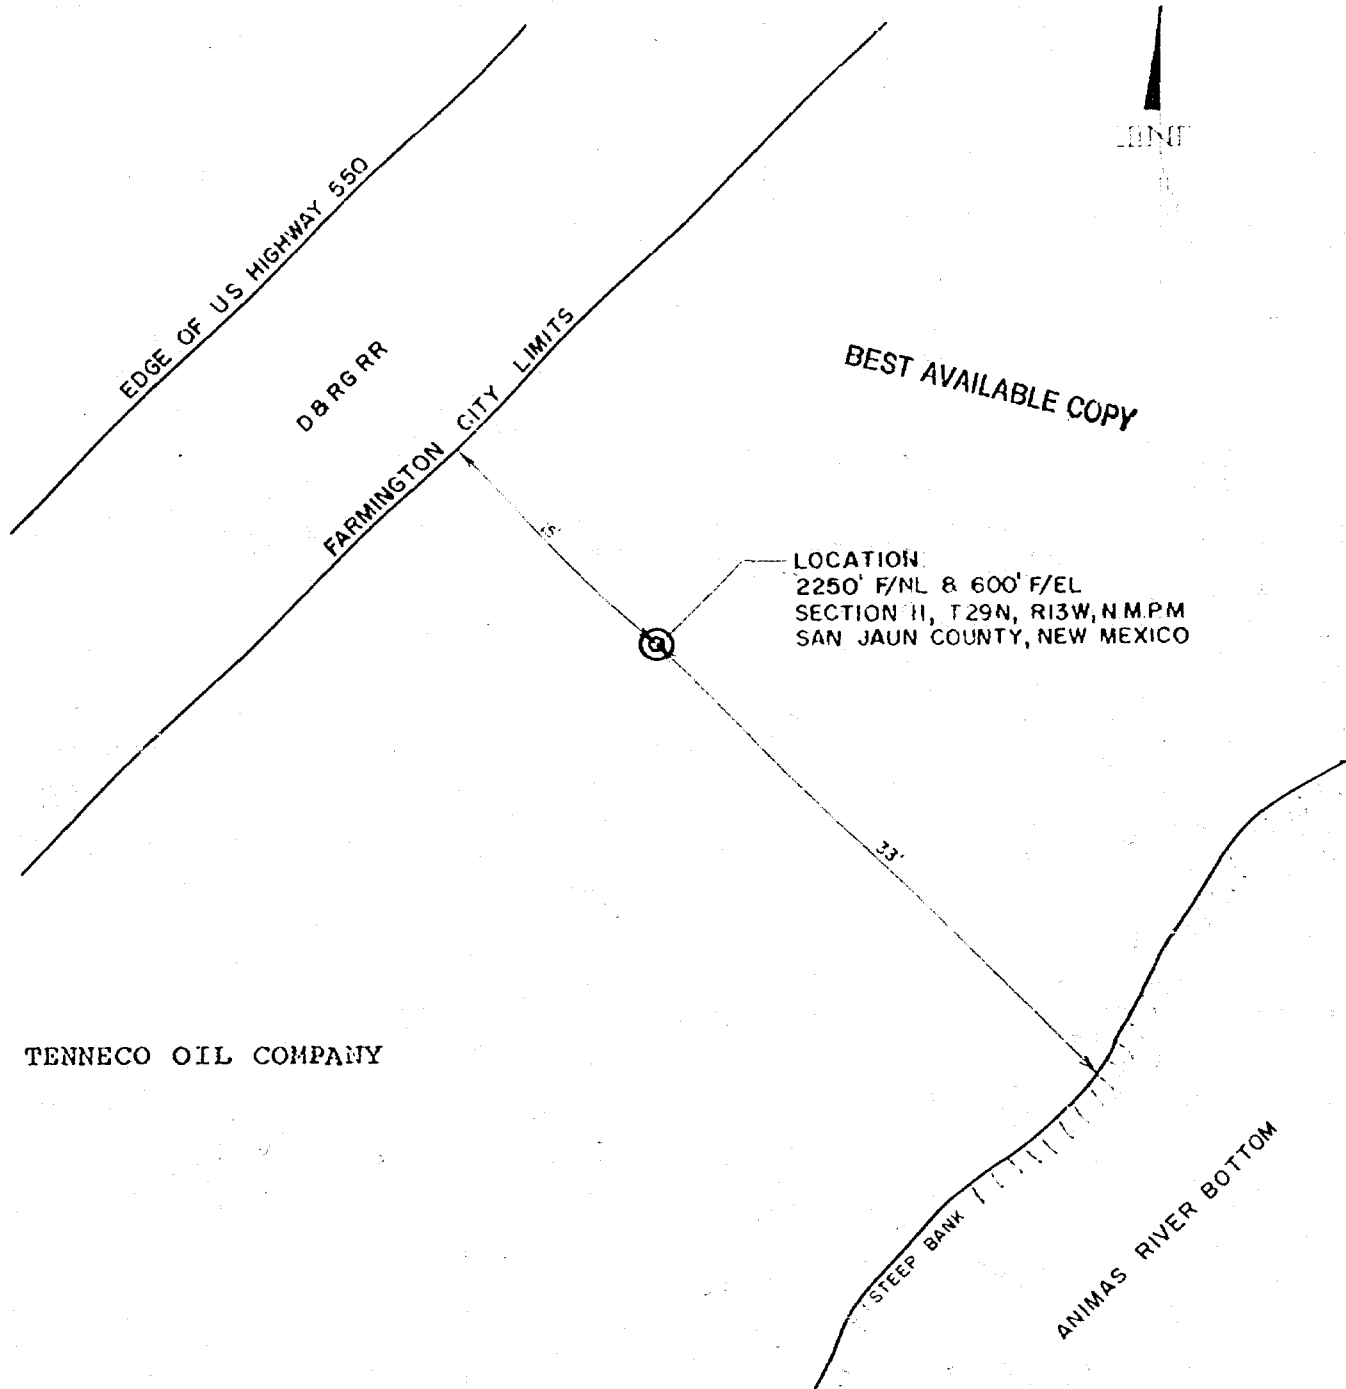 EDGE OF US HIGHWAY 550
D & RG RR
FARMINGTON CITY LIMITS
BEST AVAILABLE COPY
LOCATION:
2250' F/NL & 600' F/EL
SECTION 11, T29N, R13W, N.M.P.M
SAN JAUN COUNTY, NEW MEXICO
33'
TENNECO OIL COMPANY
STEEP BANK
ANIMAS RIVER BOTTOM